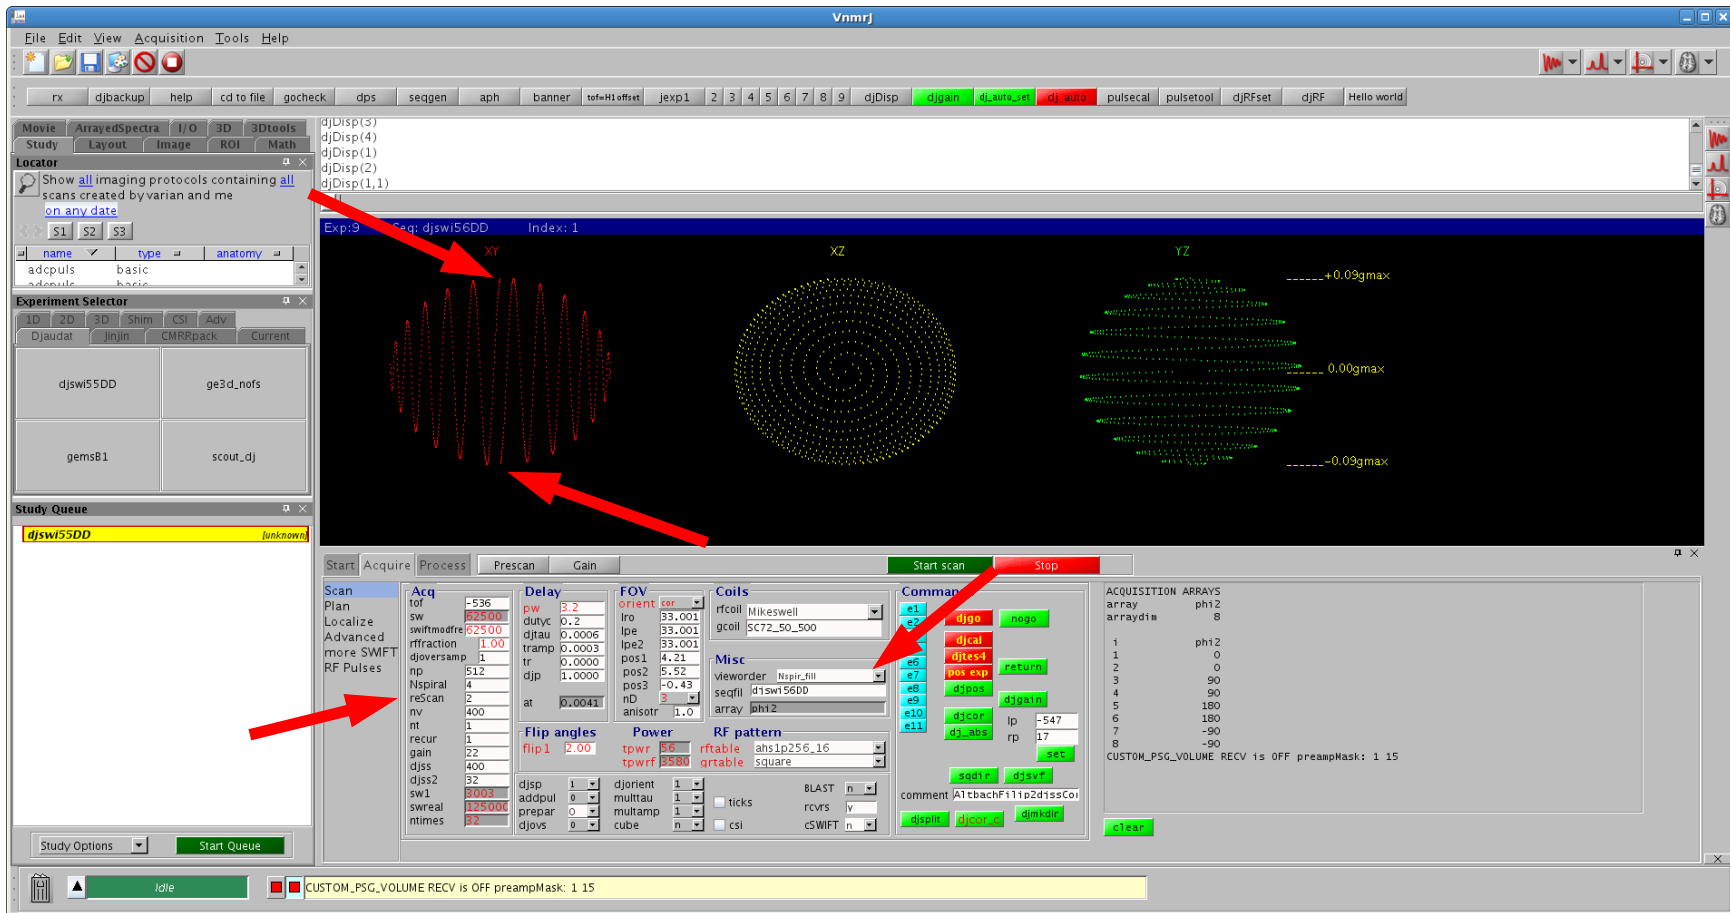 VnmrJ
File Edit View Acquisition Tools Help
rx djbackup help cd to file gocheck dps seqgen aph banner tof=H1 offset jexp1 2 3 4 5 6 7 8 9 djDisp djgain dj_auto_set dj_auto pulsecal pulsetool djRFset djRF Hello world
Movie ArrayedSpectra I/O 3D 3Dtools
Study Layout Image ROI Math
Locator
Show all imaging protocols containing all
scans created by varian and me
on any date
S1 S2 S3
name type anatomy
adcpuls basic
adcpuls basic
Experiment Selector
1D 2D 3D Shim CSI Adv
Djaudat Jinjin CMRRpack Current
djswi55DD ge3d_nofs
gemsB1 scout_dj
Study Queue
djswi55DD [unknown]
Study Options Start Queue
djDisp(3)
djDisp(4)
djDisp(1)
djDisp(2)
djDisp(1,1)
Exp:9 Seq: djswi56DD Index: 1
XY XZ YZ
+0.09gmax
0.00gmax
-0.09gmax
Start Acquire Process Prescan Gain Start scan Stop
Scan
Plan
Localize
Advanced
more SWIFT
RF Pulses
Acq
tof -536
sw 62500
swiftmodfre 62500
rffraction 1.00
djoversamp 1
np 512
Nspiral 4
reScan 2
nv 400
nt 1
recur 1
gain 22
djss 400
djss2 32
sw1 3003
swreal 125000
ntimes 32
Delay
pw 3.2
dutyc 0.2
djtau 0.0006
tramp 0.0003
tr 0.0000
djp 1.0000
at 0.0041
FOV
orient cor
lro 33.001
lpe 33.001
lpe2 33.001
pos1 4.21
pos2 5.52
pos3 -0.43
nD 3
anisotr 1.0
Coils
rfcoil Mikeswell
gcoil SC72_50_500
Misc
vieworder Nspir_fill
seqfil djswi56DD
array phi2
Flip angles Power RF pattern
flip1 2.00 tpwr 56 rftable ahs1p256_16
tpwrf 3580 grtable square
djsp 1 djorient 1 BLAST n
addpul 0 multtau 1 ticks rcvrs y
prepar 0 multamp 1
djovs 0 cube n csi cSWIFT n
Comman
e1
e2
e6
e7
e8
e9
e10
e11
djgo nogo
djcal
djtes4
pos exp return
djpos
djgain
djcor lp -547
dj_abs rp 17
set
sqdir djsvf
comment AltbachFilip2djssCo
djsplit djcor_c djmkdir
ACQUISITION ARRAYS
array phi2
arraydim 8
i phi2
1 0
2 0
3 90
4 90
5 180
6 180
7 -90
8 -90
CUSTOM_PSG_VOLUME RECV is OFF preampMask: 1 15
clear
Idle CUSTOM_PSG_VOLUME RECV is OFF preampMask: 1 15